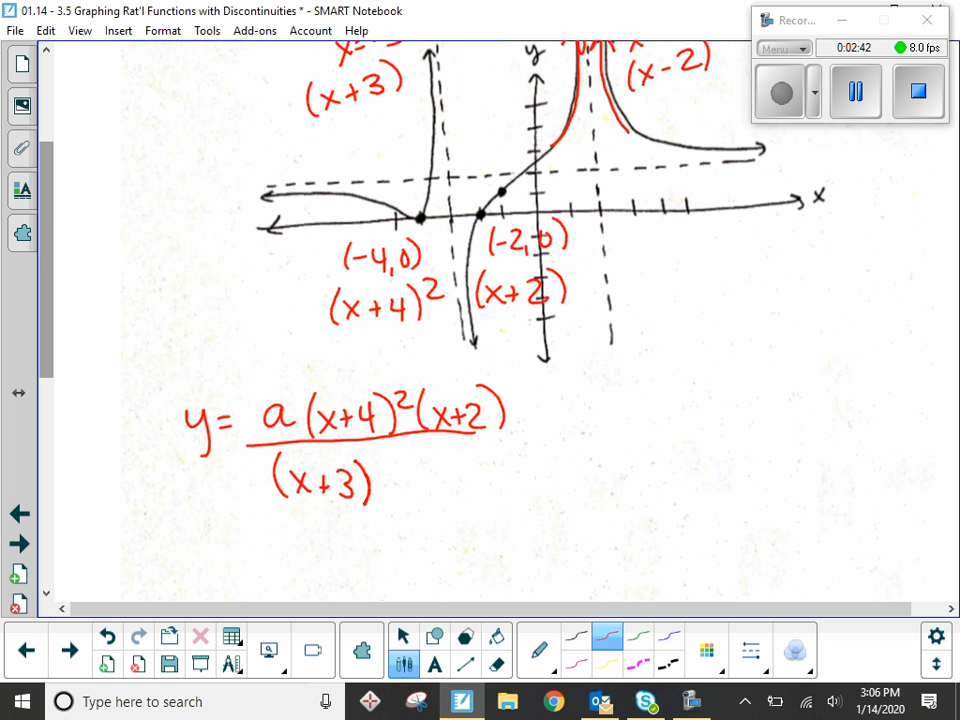 01.14 - 3.5 Graphing Rat'l Functions with Discontinuities * - SMART Notebook
File Edit View Insert Format Tools Add-ons Account Help
Recor...
Menu
0:02:42
8.0 fps
y
(x+3)
(x-2)
x
(-4,0)
(-2,0)
(x+4)²
(x+2)
y= a(x+4)²(x+2)
(x+3)
A
Type here to search
3:06 PM
1/14/2020